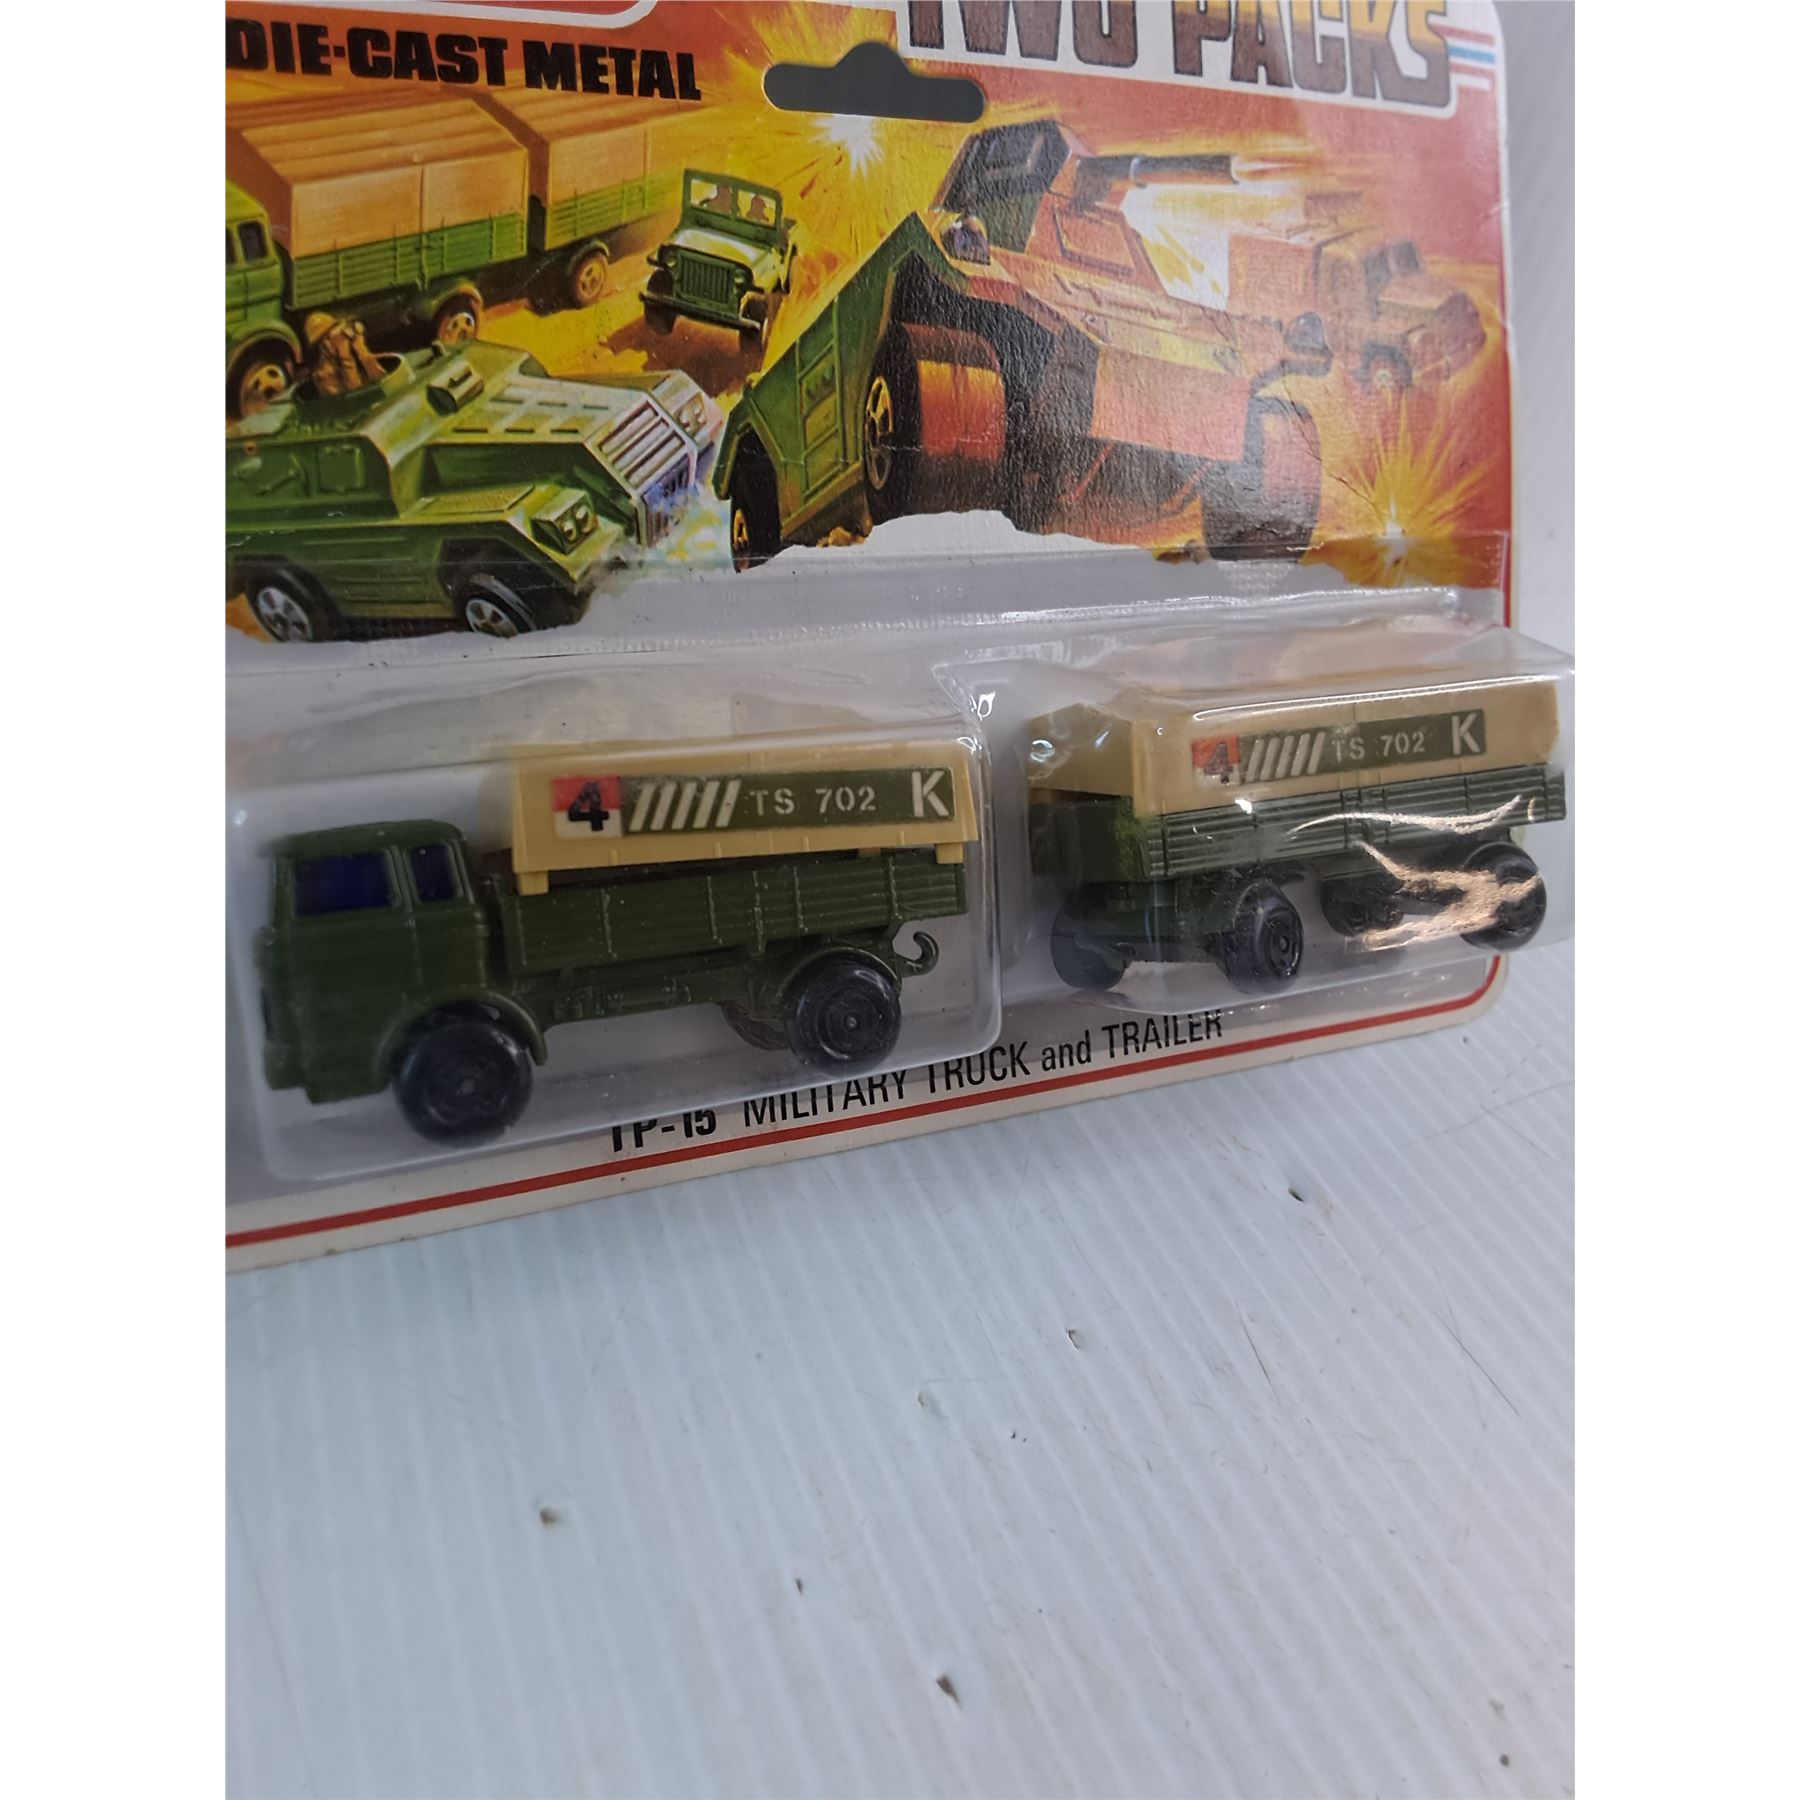 DIE-CAST METAL
TWO PACKS
4 TS 702 K
4 TS 702 K
TP-15 MILITARY TRUCK and TRAILER